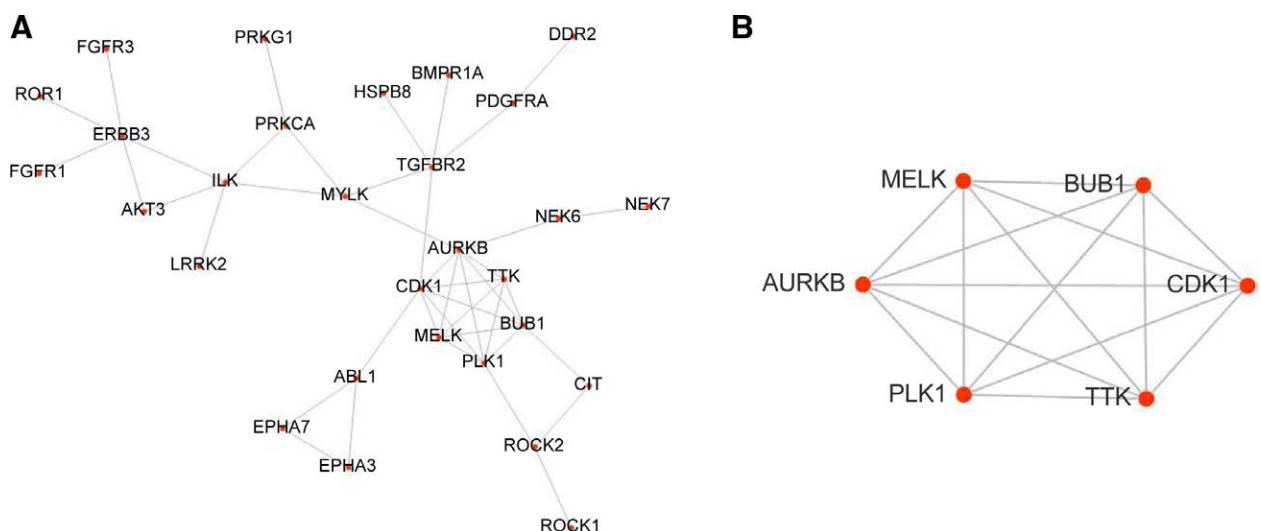 A
B
FGFR3
PRKG1
DDR2
BMPR1A
HSPB8
PDGFRA
ROR1
ERBB3
PRKCA
FGFR1
ILK
TGFBR2
MYLK
AKT3
NEK6
NEK7
LRRK2
AURKB
TTK
CDK1
BUB1
MELK
PLK1
ABL1
CIT
EPHA7
EPHA3
ROCK2
ROCK1
MELK
BUB1
AURKB
CDK1
PLK1
TTK